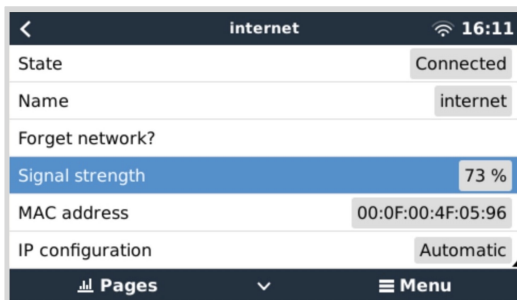 internet 16:11
State Connected
Name internet
Forget network?
Signal strength 73 %
MAC address 00:0F:00:4F:05:96
IP configuration Automatic
Pages Menu